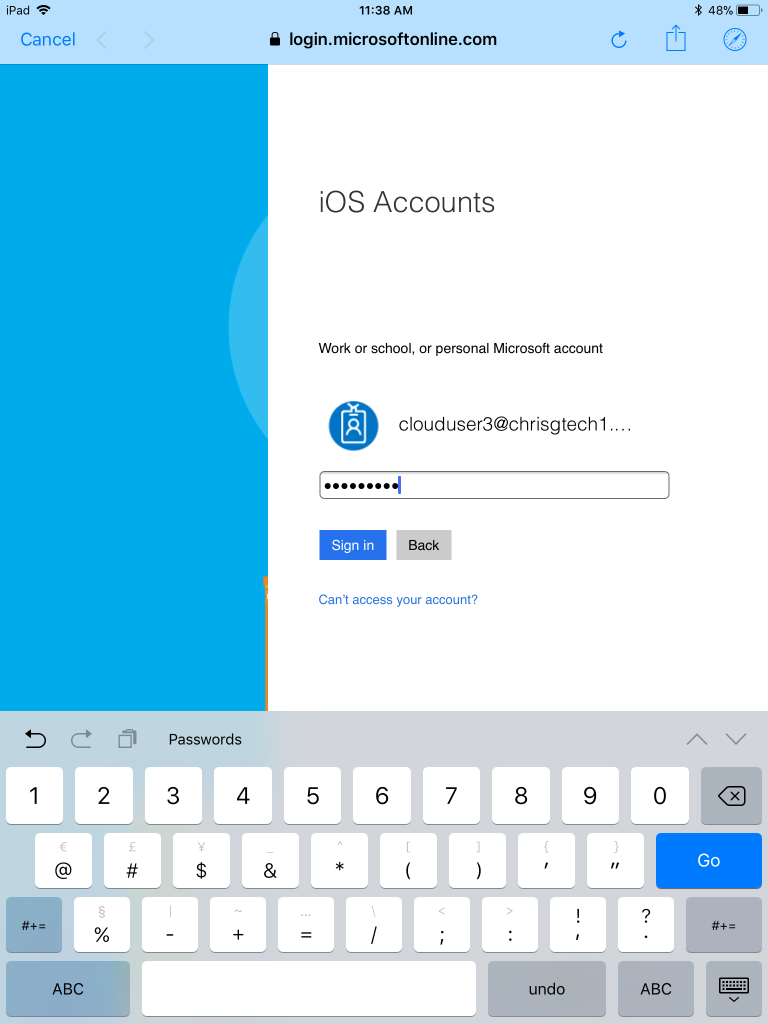 iPad 11:38 AM 48%
Cancel login.microsoftonline.com
iOS Accounts
Work or school, or personal Microsoft account
clouduser3@chrisgtech1....
•••••••••
Sign in Back
Can't access your account?
Passwords
1 2 3 4 5 6 7 8 9 0
€ £ ¥ _ ^ [ ] { }
@ # $ & * ( ) ' "
Go
§ | ~ ... \ < > ! ?
#+= % - + = / ; : , . #+=
ABC undo ABC